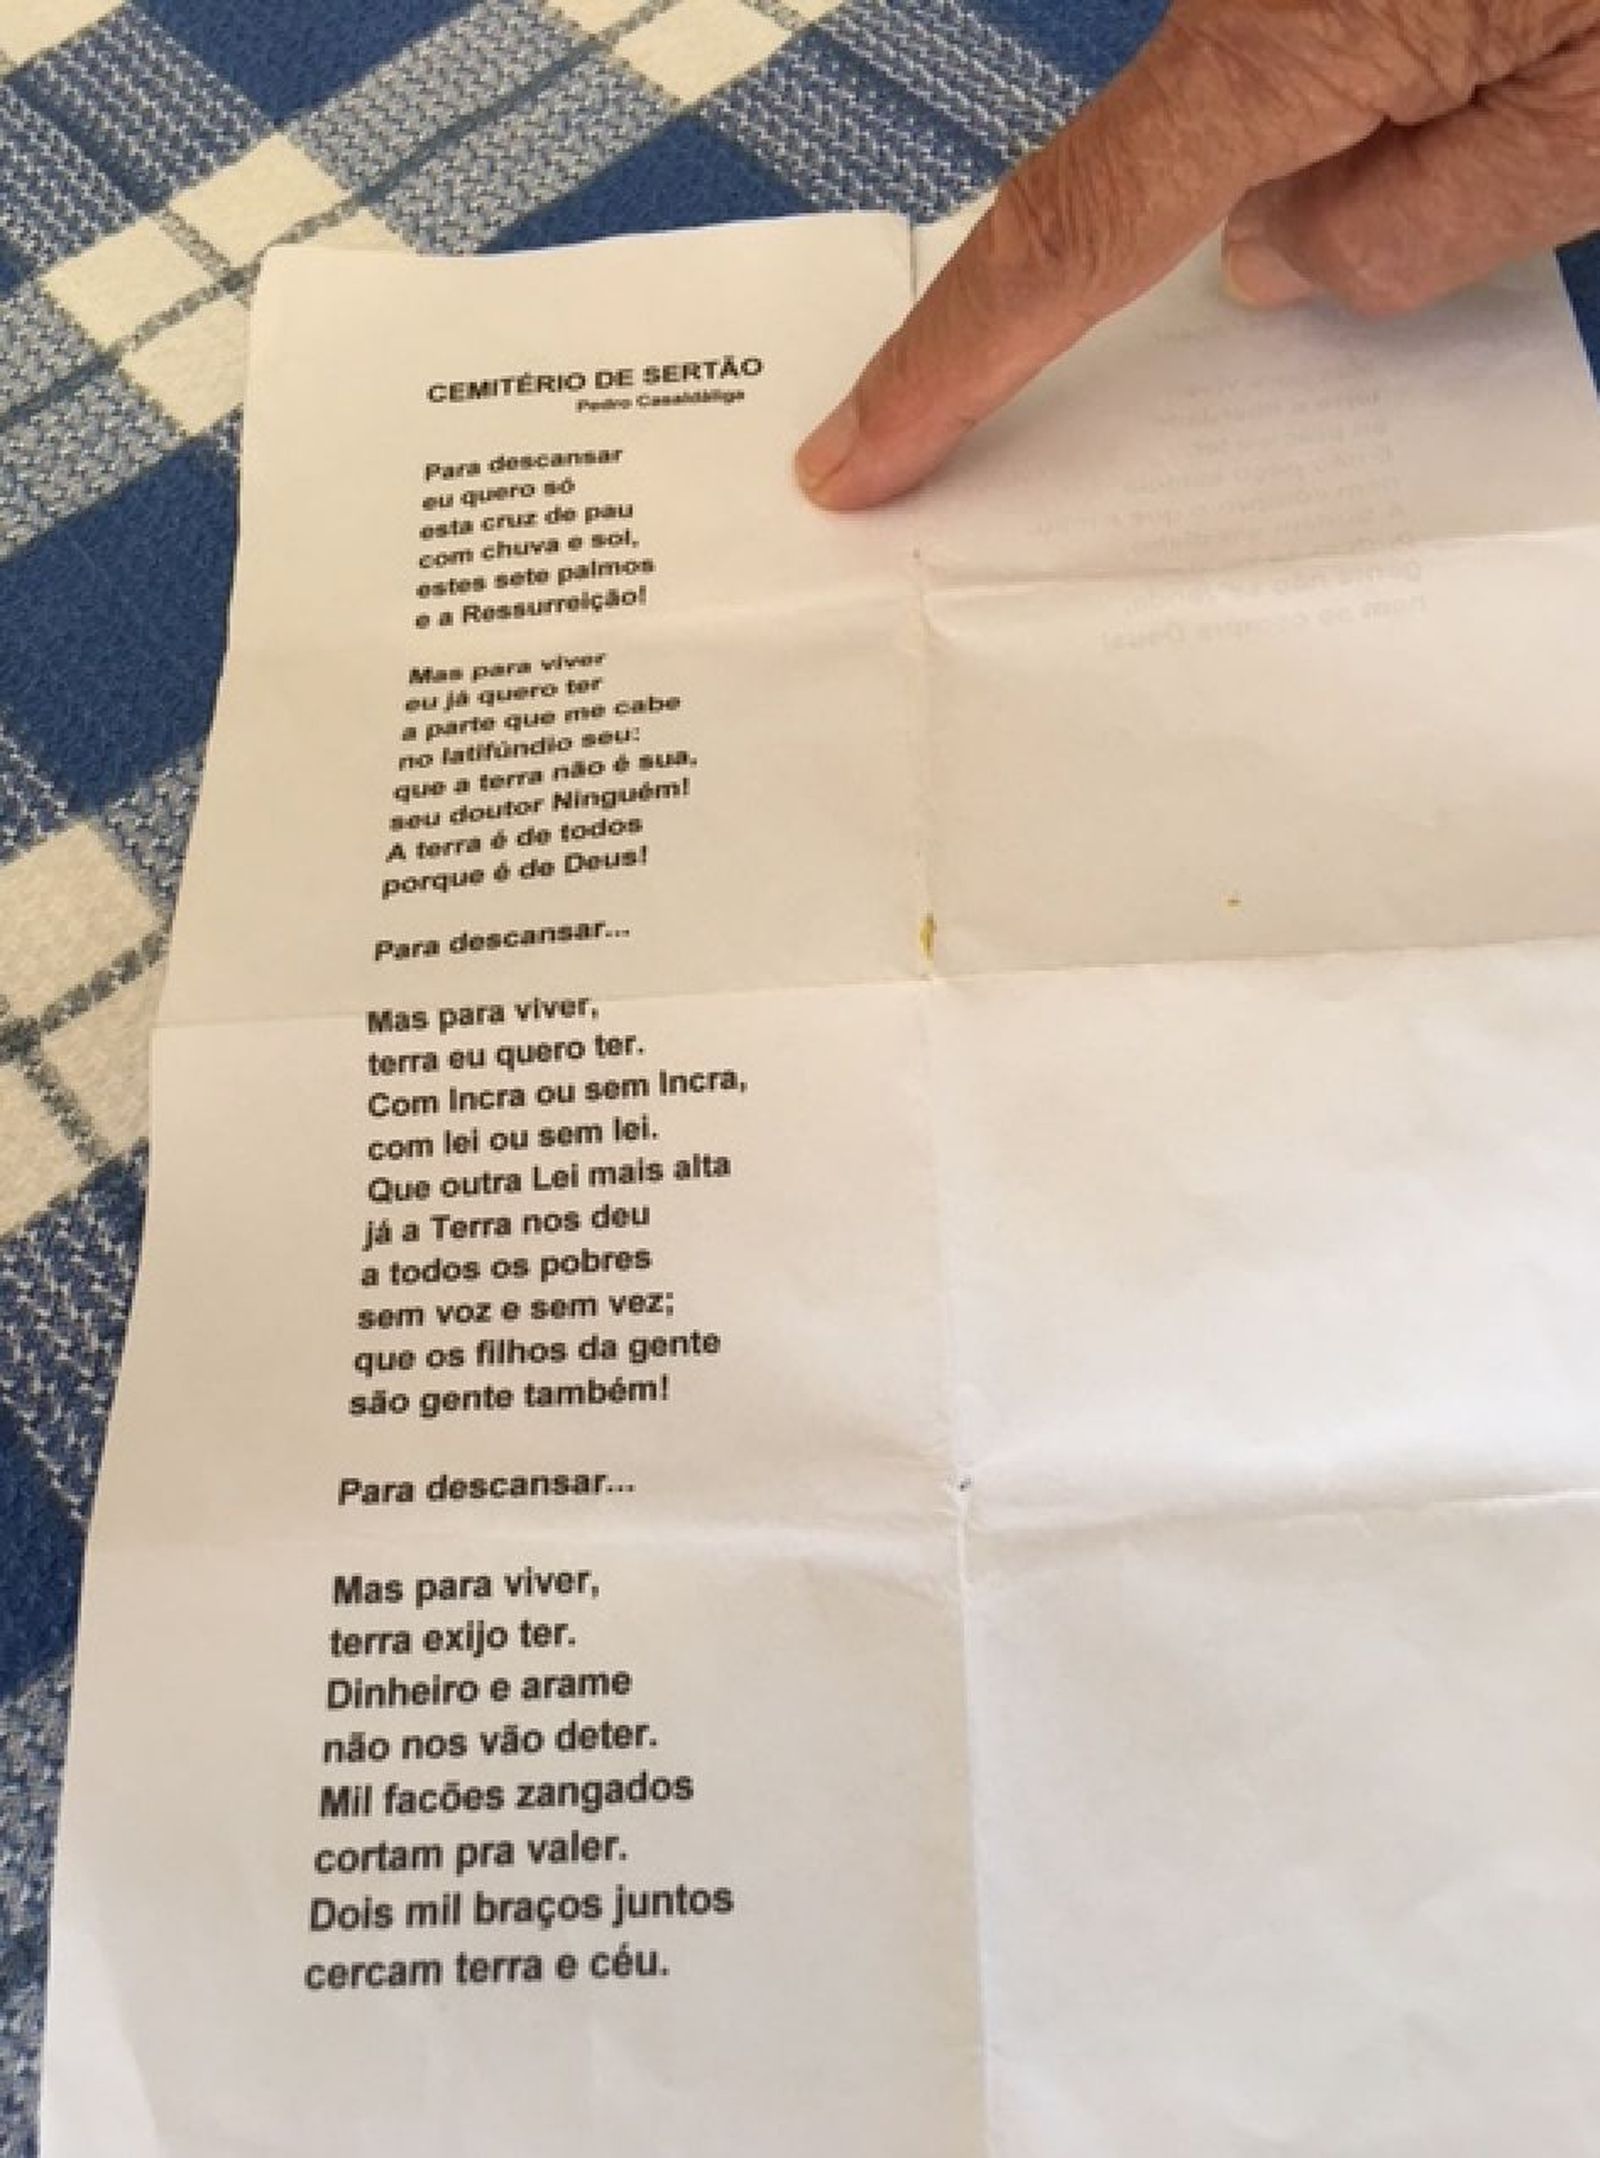 CEMITÉRIO DE SERTÃO
Pedro Casaldáliga
Para descansar
eu quero só
esta cruz de pau
com chuva e sol,
estes sete palmos
e a Ressurreição!
Mas para viver
eu já quero ter
a parte que me cabe
no latifúndio seu:
que a terra não é sua,
seu doutor Ninguém!
A terra é de todos
porque é de Deus!
Para descansar...
Mas para viver,
terra eu quero ter.
Com Incra ou sem Incra,
com lei ou sem lei.
Que outra Lei mais alta
já a Terra nos deu
a todos os pobres
sem voz e sem vez;
que os filhos da gente
são gente também!
Para descansar...
Mas para viver,
terra exijo ter.
Dinheiro e arame
não nos vão deter.
Mil facões zangados
cortam pra valer.
Dois mil braços juntos
cercam terra e céu.